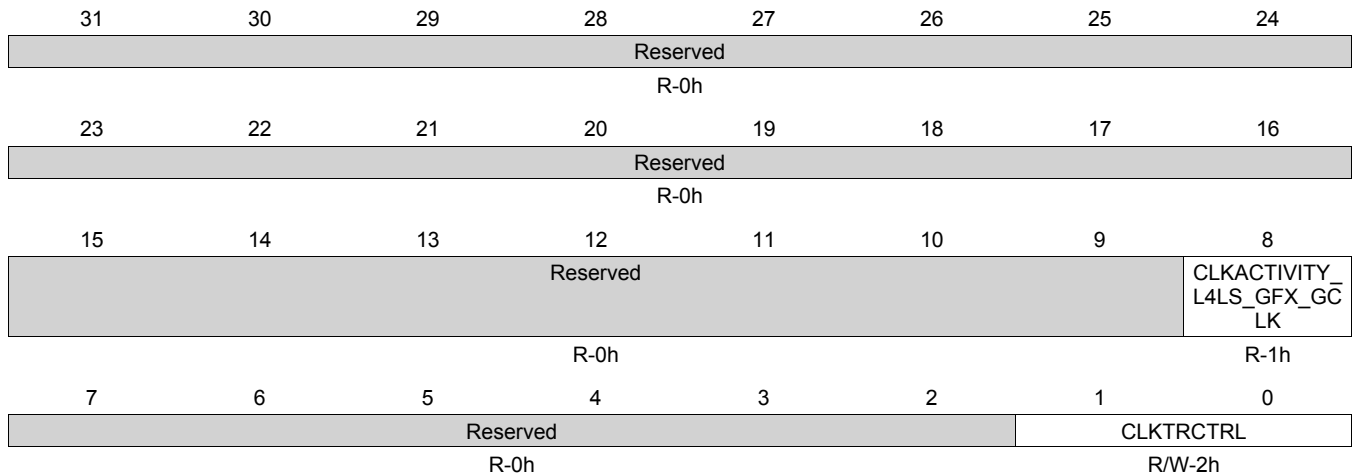 31 30 29 28 27 26 25 24
Reserved
R-0h
23 22 21 20 19 18 17 16
Reserved
R-0h
15 14 13 12 11 10 9 8
Reserved CLKACTIVITY_
L4LS_GFX_GC
LK
R-0h R-1h
7 6 5 4 3 2 1 0
Reserved CLKTRCTRL
R-0h R/W-2h